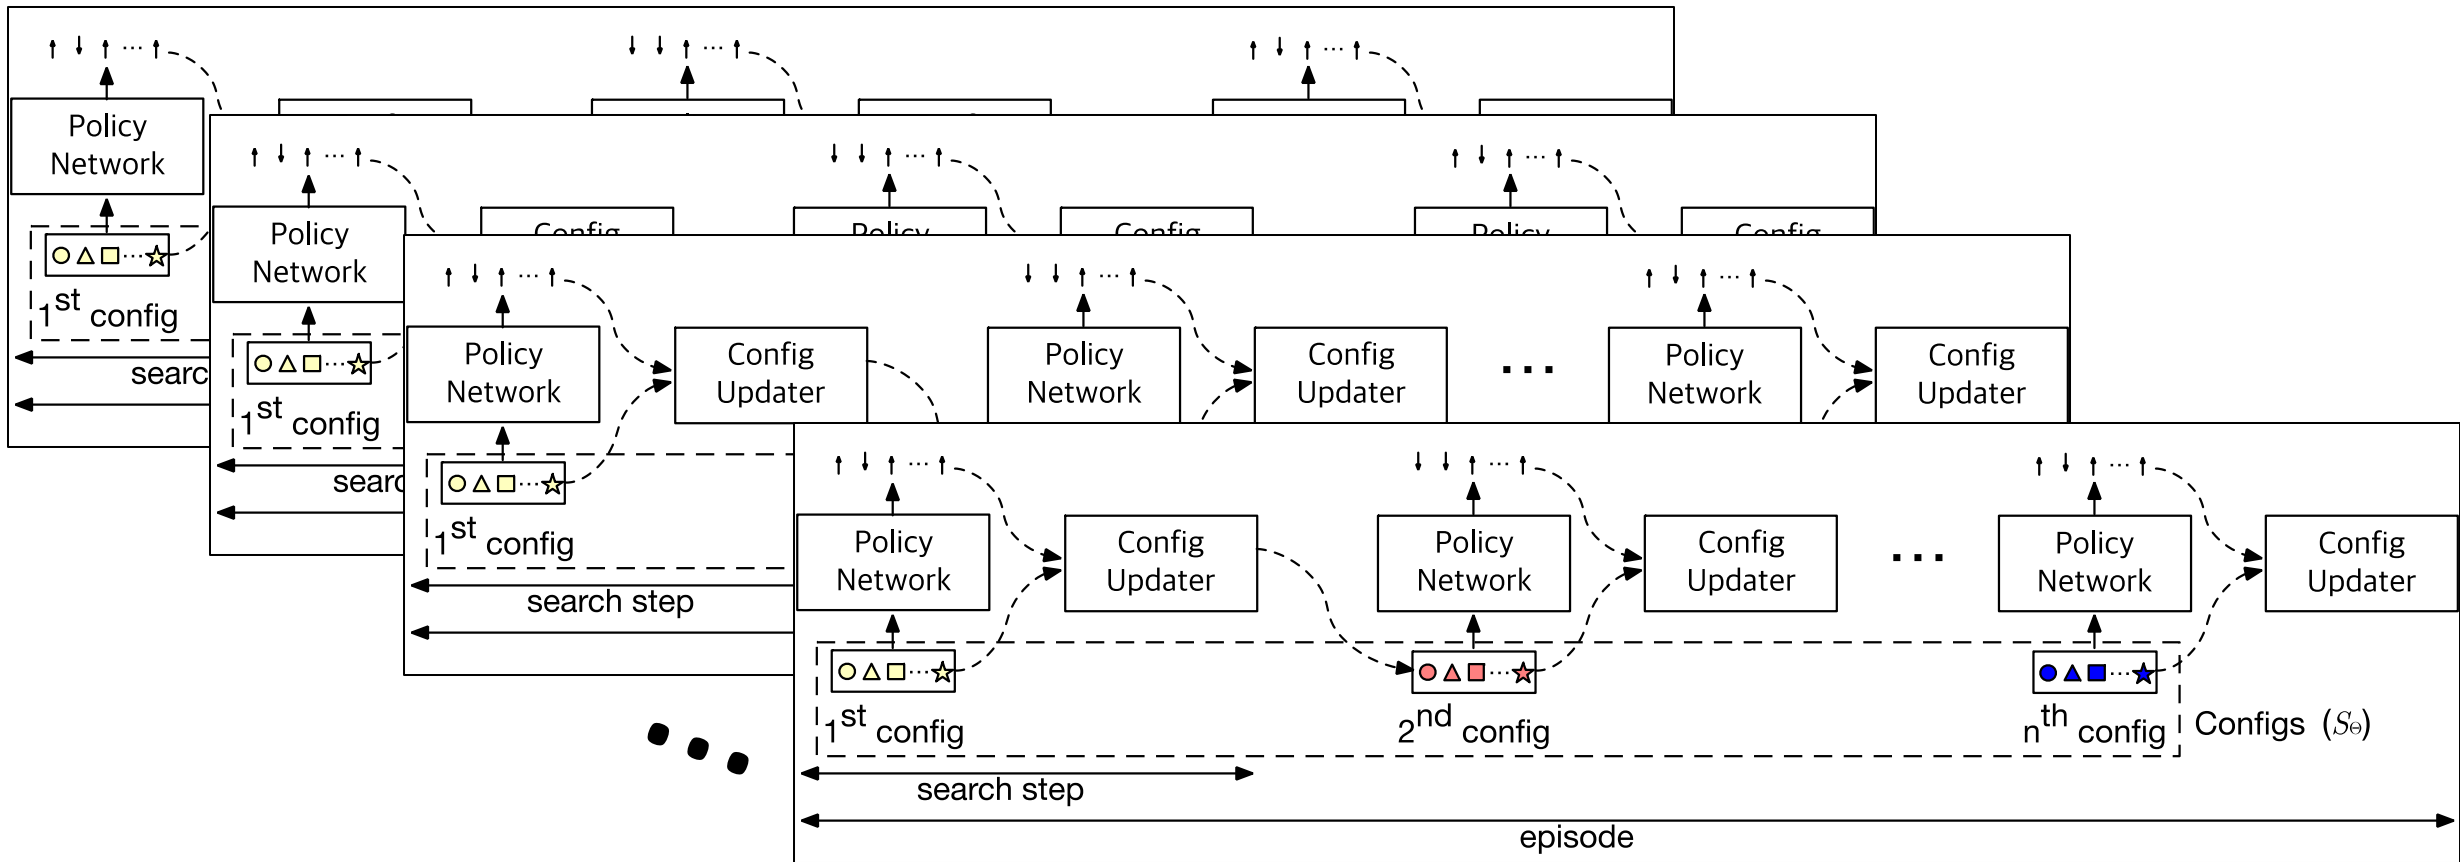 ...
...
...
Policy
Network
1st config
searc
...
...
...
Policy
Network
Config
Policy
Config
Policy
Config
1st config
searc
...
...
...
Policy
Network
Config
Updater
Policy
Network
Config
Updater
...
Policy
Network
Config
Updater
1st config
search step
...
...
...
Policy
Network
Config
Updater
Policy
Network
Config
Updater
...
Policy
Network
Config
Updater
... ... ...
1st config
2nd config
nth config
Configs (SΘ)
search step
episode